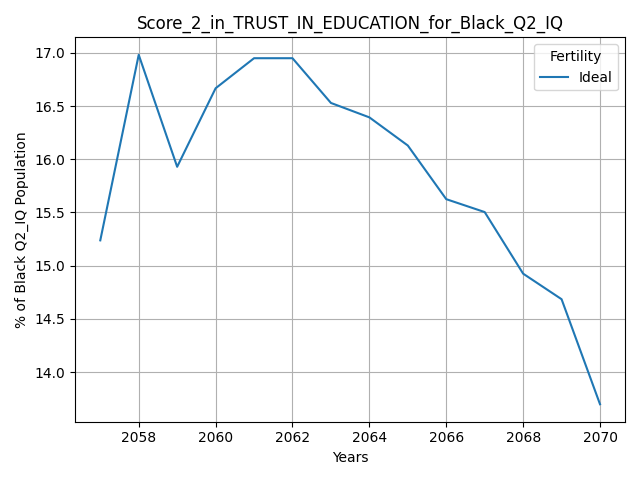 Score_2_in_TRUST_IN_EDUCATION_for_Black_Q2_IQ
17.0
16.5
16.0
15.5
15.0
14.5
14.0
% of Black Q2_IQ Population
Fertility
Ideal
2058 2060 2062 2064 2066 2068 2070
Years